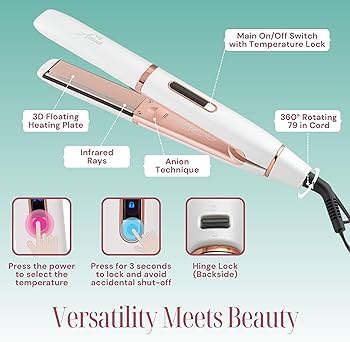 Main On/Off Switch
with Temperature Lock
3D Floating
Heating Plate
360° Rotating
79 in Cord
Infrared
Rays
Anion
Technique
Press the power
to select the
temperature
Press for 3 seconds
to lock and avoid
accidental shut-off
Hinge Lock
(Backside)
Versatility Meets Beauty